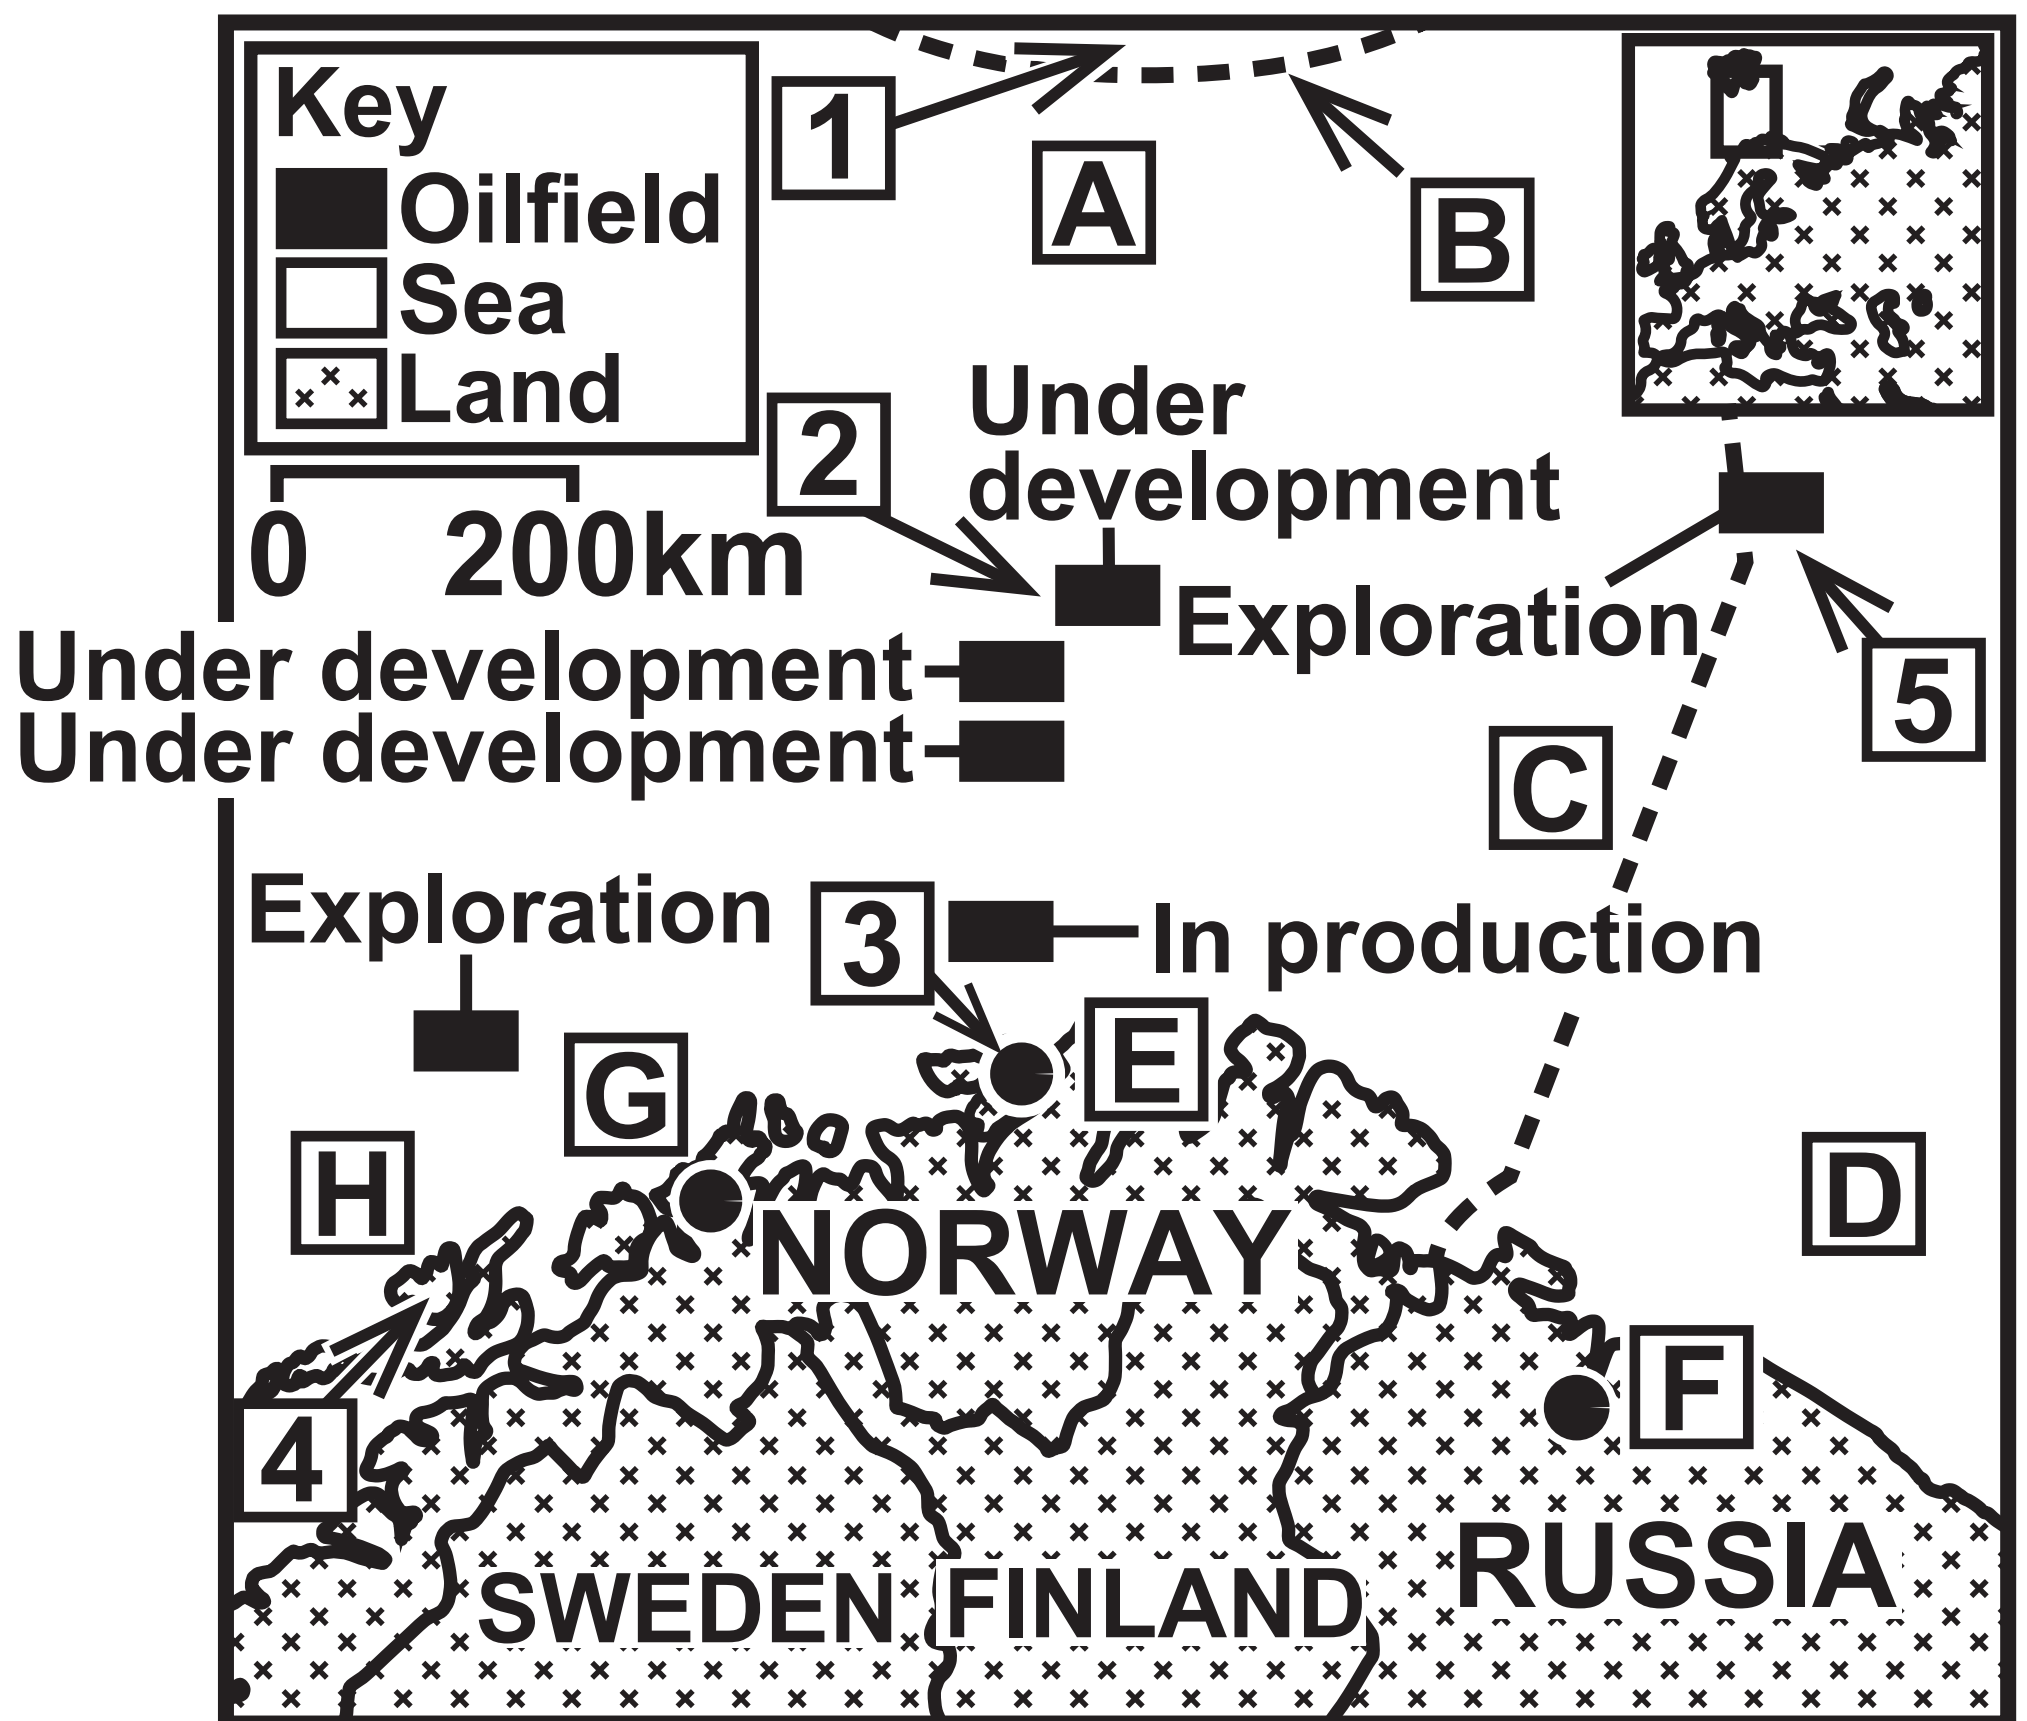 Key
Oilfield
Sea
Land
0 200km
1
A
B
2
Under
development
Exploration
5
Under development
Under development
C
Exploration
3
In production
E
G
H
D
NORWAY
F
4
RUSSIA
SWEDEN
FINLAND